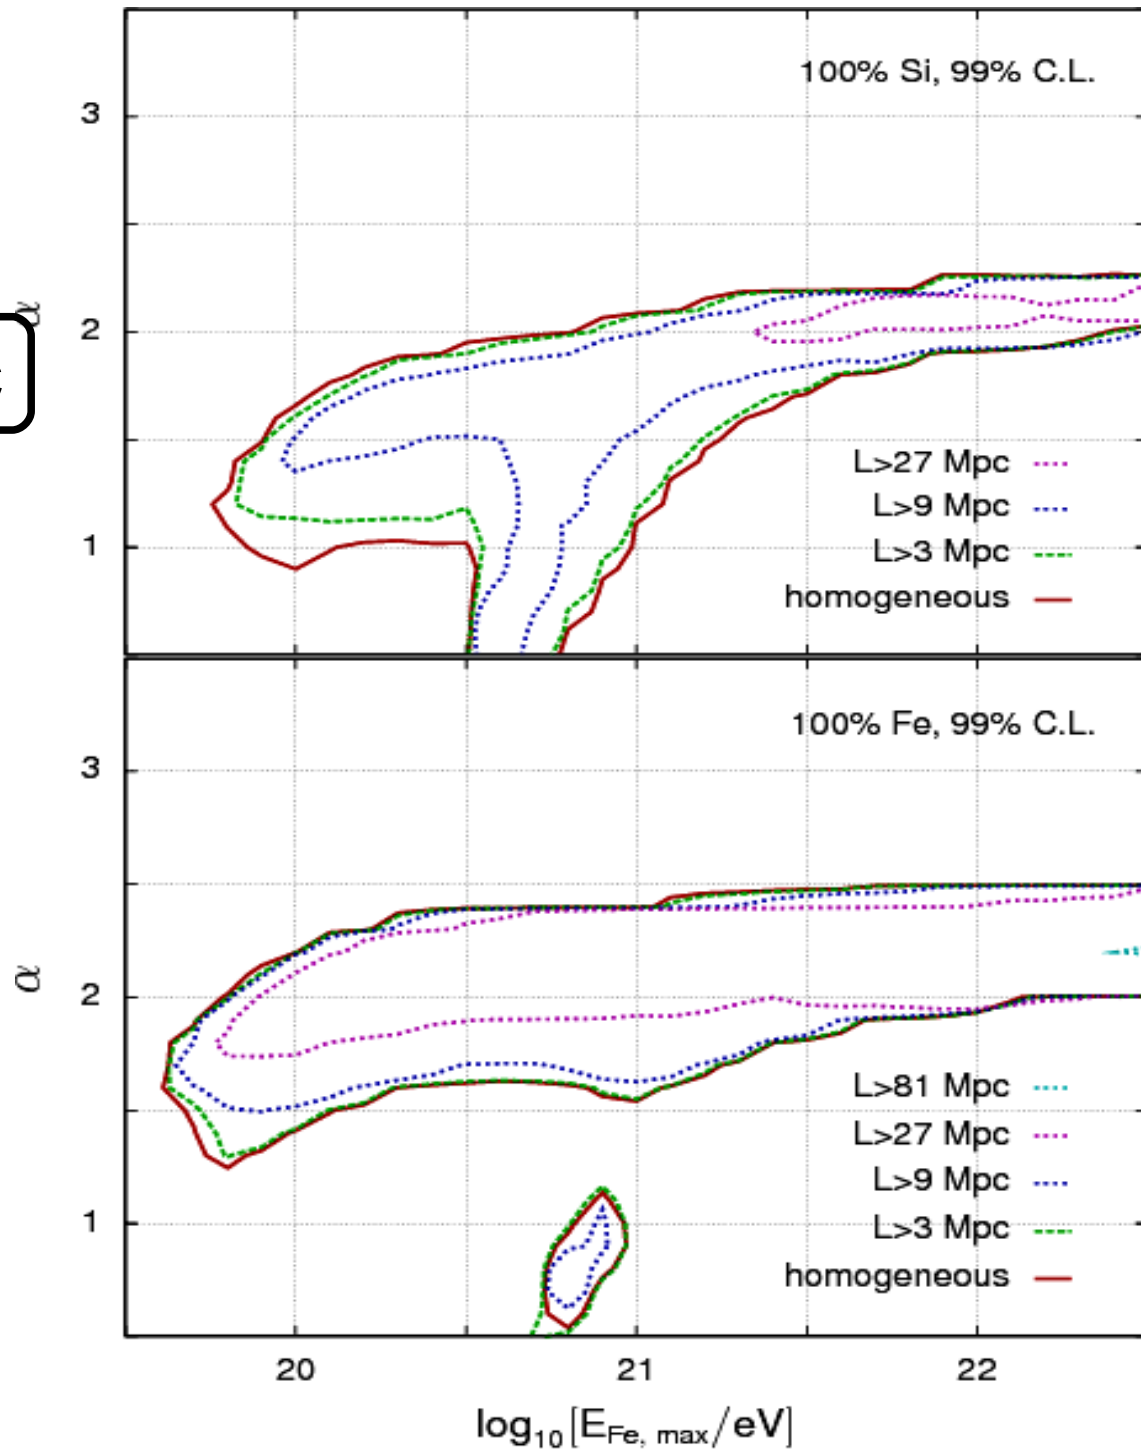 100% Si, 99% C.L.
3
α
2
L>27 Mpc
L>9 Mpc
1
L>3 Mpc
homogeneous
100% Fe, 99% C.L.
3
α
2
L>81 Mpc
L>27 Mpc
L>9 Mpc
1
L>3 Mpc
homogeneous
20 21 22
log₁₀[E_Fe, max/eV]